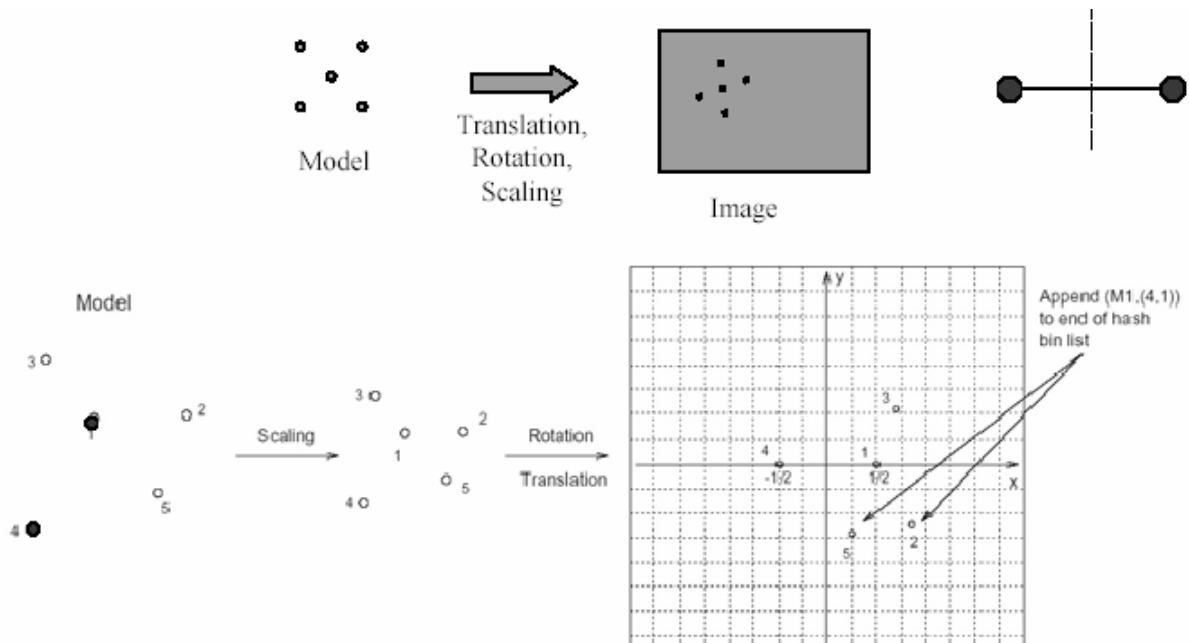 Model
Translation,
Rotation,
Scaling
Image
Model
3
2
1
5
4
Scaling
3
2
1
5
4
Rotation
Translation
y
3
4
1
-1/2
1/2
x
5
2
Append (M1,(4,1))
to end of hash
bin list